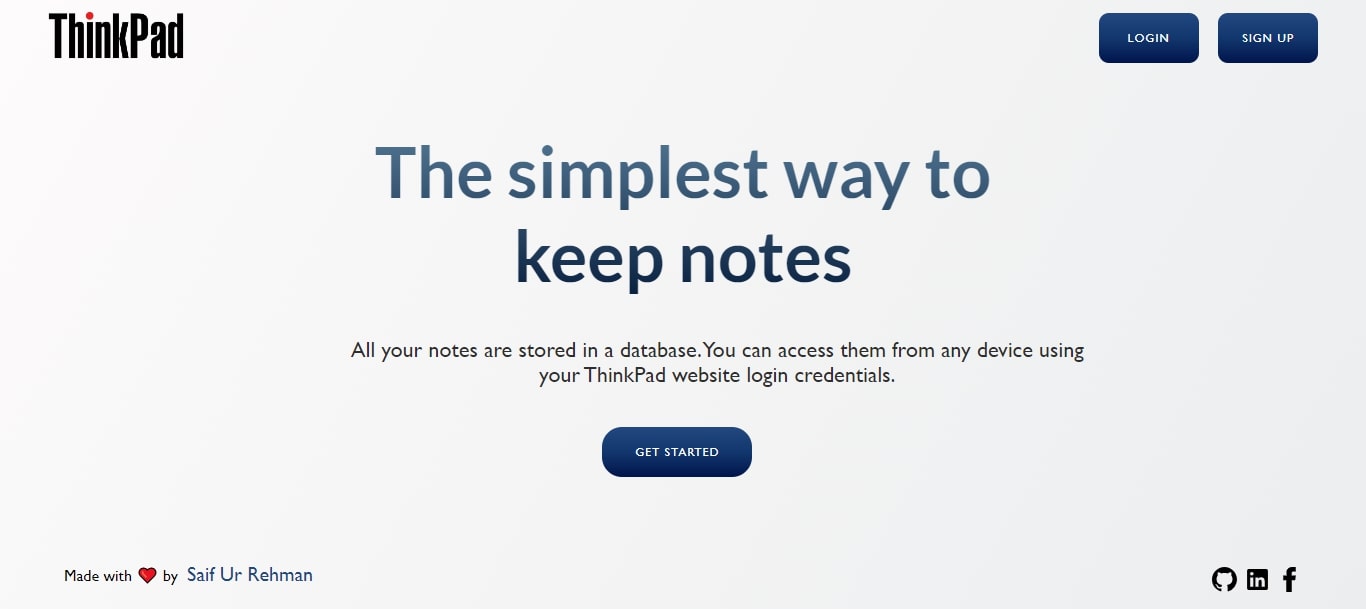 ThinkPad
LOGIN
SIGN UP
The simplest way to
keep notes
All your notes are stored in a database.You can access them from any device using
your ThinkPad website login credentials.
GET STARTED
Made with ❤ by Saif Ur Rehman